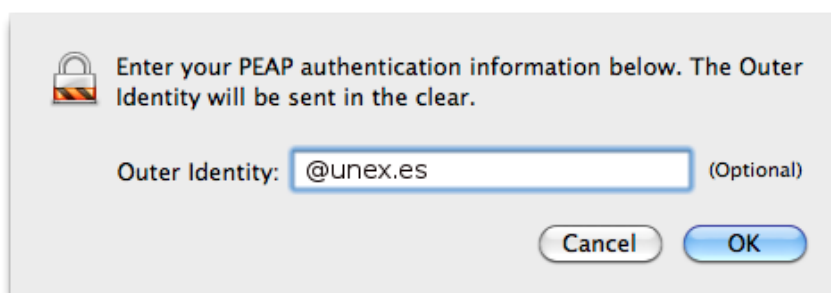 Enter your PEAP authentication information below. The Outer
Identity will be sent in the clear.
Outer Identity: @unex.es (Optional)
Cancel OK